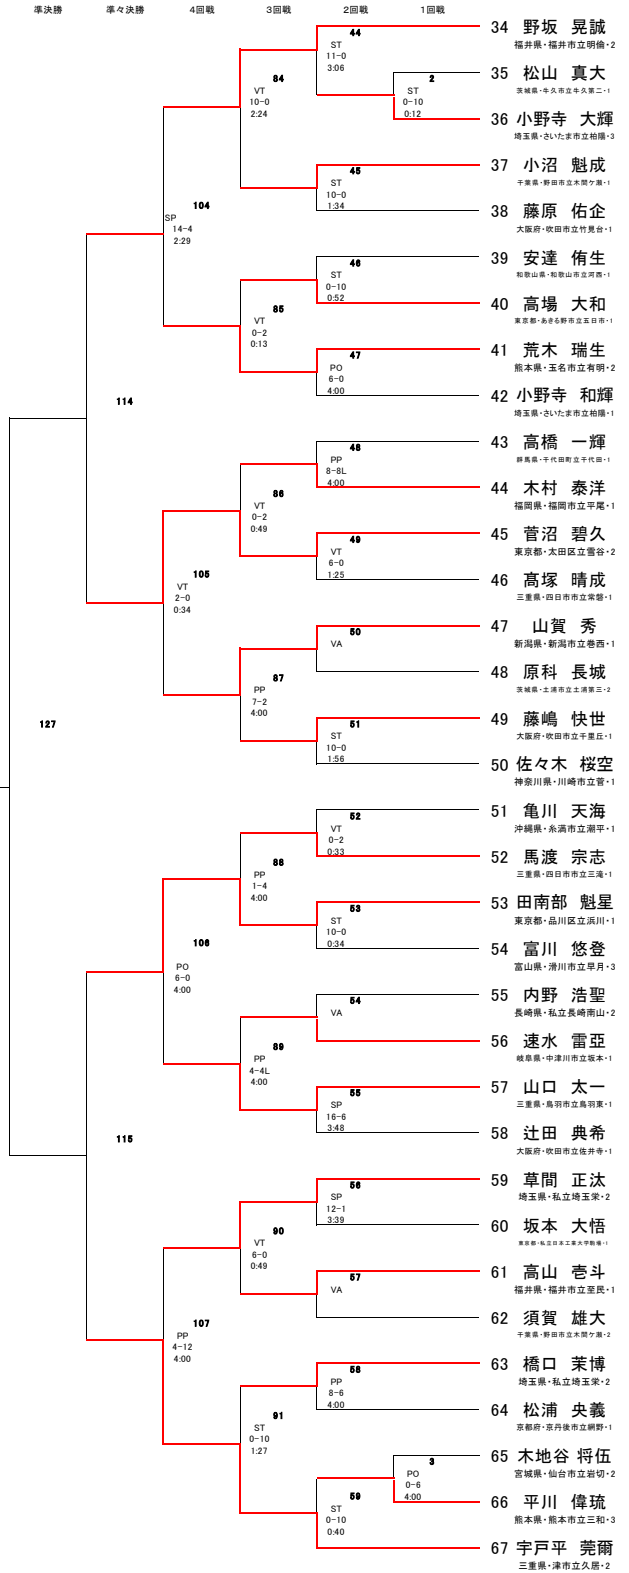 準決勝 準々決勝 4回戦 3回戦 2回戦 1回戦
34 野坂 晃誠
福井県・福井市立明倫・2
44
ST
11-0
3:06
35 松山 真大
茨城県・牛久市立牛久第二・1
84
VT
10-0
2:24
2
ST
0-10
0:12
36 小野寺 大輝
埼玉県・さいたま市立柏陽・3
37 小沼 魁成
千葉県・野田市立木間ケ瀬・1
45
ST
10-0
1:34
104
SP
14-4
2:29
38 藤原 佑企
大阪府・吹田市立竹見台・1
39 安達 侑生
和歌山県・和歌山市立河西・1
46
ST
0-10
0:52
40 高場 大和
東京都・あきる野市立五日市・1
85
VT
0-2
0:13
41 荒木 瑞生
熊本県・玉名市立有明・2
47
PO
6-0
4:00
42 小野寺 和輝
埼玉県・さいたま市立柏陽・1
114
43 高橋 一輝
群馬県・千代田町立千代田・1
48
PP
8-8L
4:00
44 木村 泰洋
福岡県・福岡市立平尾・1
86
VT
0-2
0:49
45 菅沼 碧久
東京都・太田区立雪谷・2
49
VT
6-0
1:25
105
VT
2-0
0:34
46 髙塚 晴成
三重県・四日市市立常磐・1
47 山賀 秀
新潟県・新潟市立巻西・1
50
VA
48 原科 長城
茨城県・土浦市立土浦第三・2
87
PP
7-2
4:00
49 藤嶋 快世
大阪府・吹田市立千里丘・1
51
ST
10-0
1:56
50 佐々木 桜空
神奈川県・川崎市立菅・1
127
51 亀川 天海
沖縄県・糸満市立潮平・1
52
VT
0-2
0:33
52 馬渡 宗志
三重県・四日市市立三滝・1
88
PP
1-4
4:00
53 田南部 魁星
東京都・品川区立浜川・1
53
ST
10-0
0:34
106
PO
6-0
4:00
54 富川 悠登
富山県・滑川市立早月・3
55 内野 浩聖
長崎県・私立長崎南山・2
54
VA
56 速水 雷亞
岐阜県・中津川市立坂本・1
89
PP
4-4L
4:00
57 山口 太一
三重県・鳥羽市立鳥羽東・1
55
SP
16-6
3:48
58 辻田 典希
大阪府・吹田市立佐井寺・1
115
59 草間 正汰
埼玉県・私立埼玉栄・2
56
SP
12-1
3:39
60 坂本 大悟
東京都・私立日本工業大学駒場・1
90
VT
6-0
0:49
61 高山 壱斗
福井県・福井市立至民・1
57
VA
62 須賀 雄大
千葉県・野田市立木間ケ瀬・2
107
PP
4-12
4:00
63 橋口 茉博
埼玉県・私立埼玉栄・2
58
PP
8-6
4:00
64 松浦 央義
京都府・京丹後市立網野・1
91
ST
0-10
1:27
65 木地谷 将伍
宮城県・仙台市立岩切・2
3
PO
0-6
4:00
66 平川 偉琉
熊本県・熊本市立三和・3
59
ST
0-10
0:40
67 宇戸平 莞爾
三重県・津市立久居・2